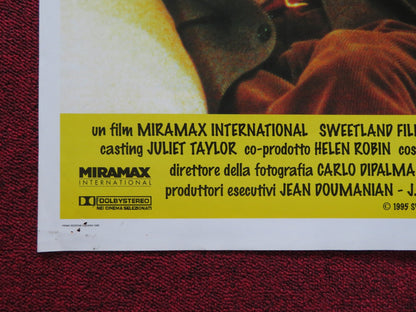 un film MIRAMAX INTERNATIONAL SWEETLAND FIL
casting JULIET TAYLOR co-prodotto HELEN ROBIN cos
direttore della fotografia CARLO DIPALMA
produttori esecutivi JEAN DOUMANIAN - J.
MIRAMAX
INTERNATIONAL
DOLBY STEREO
NEI CINEMA SELEZIONATI
© 1995 S